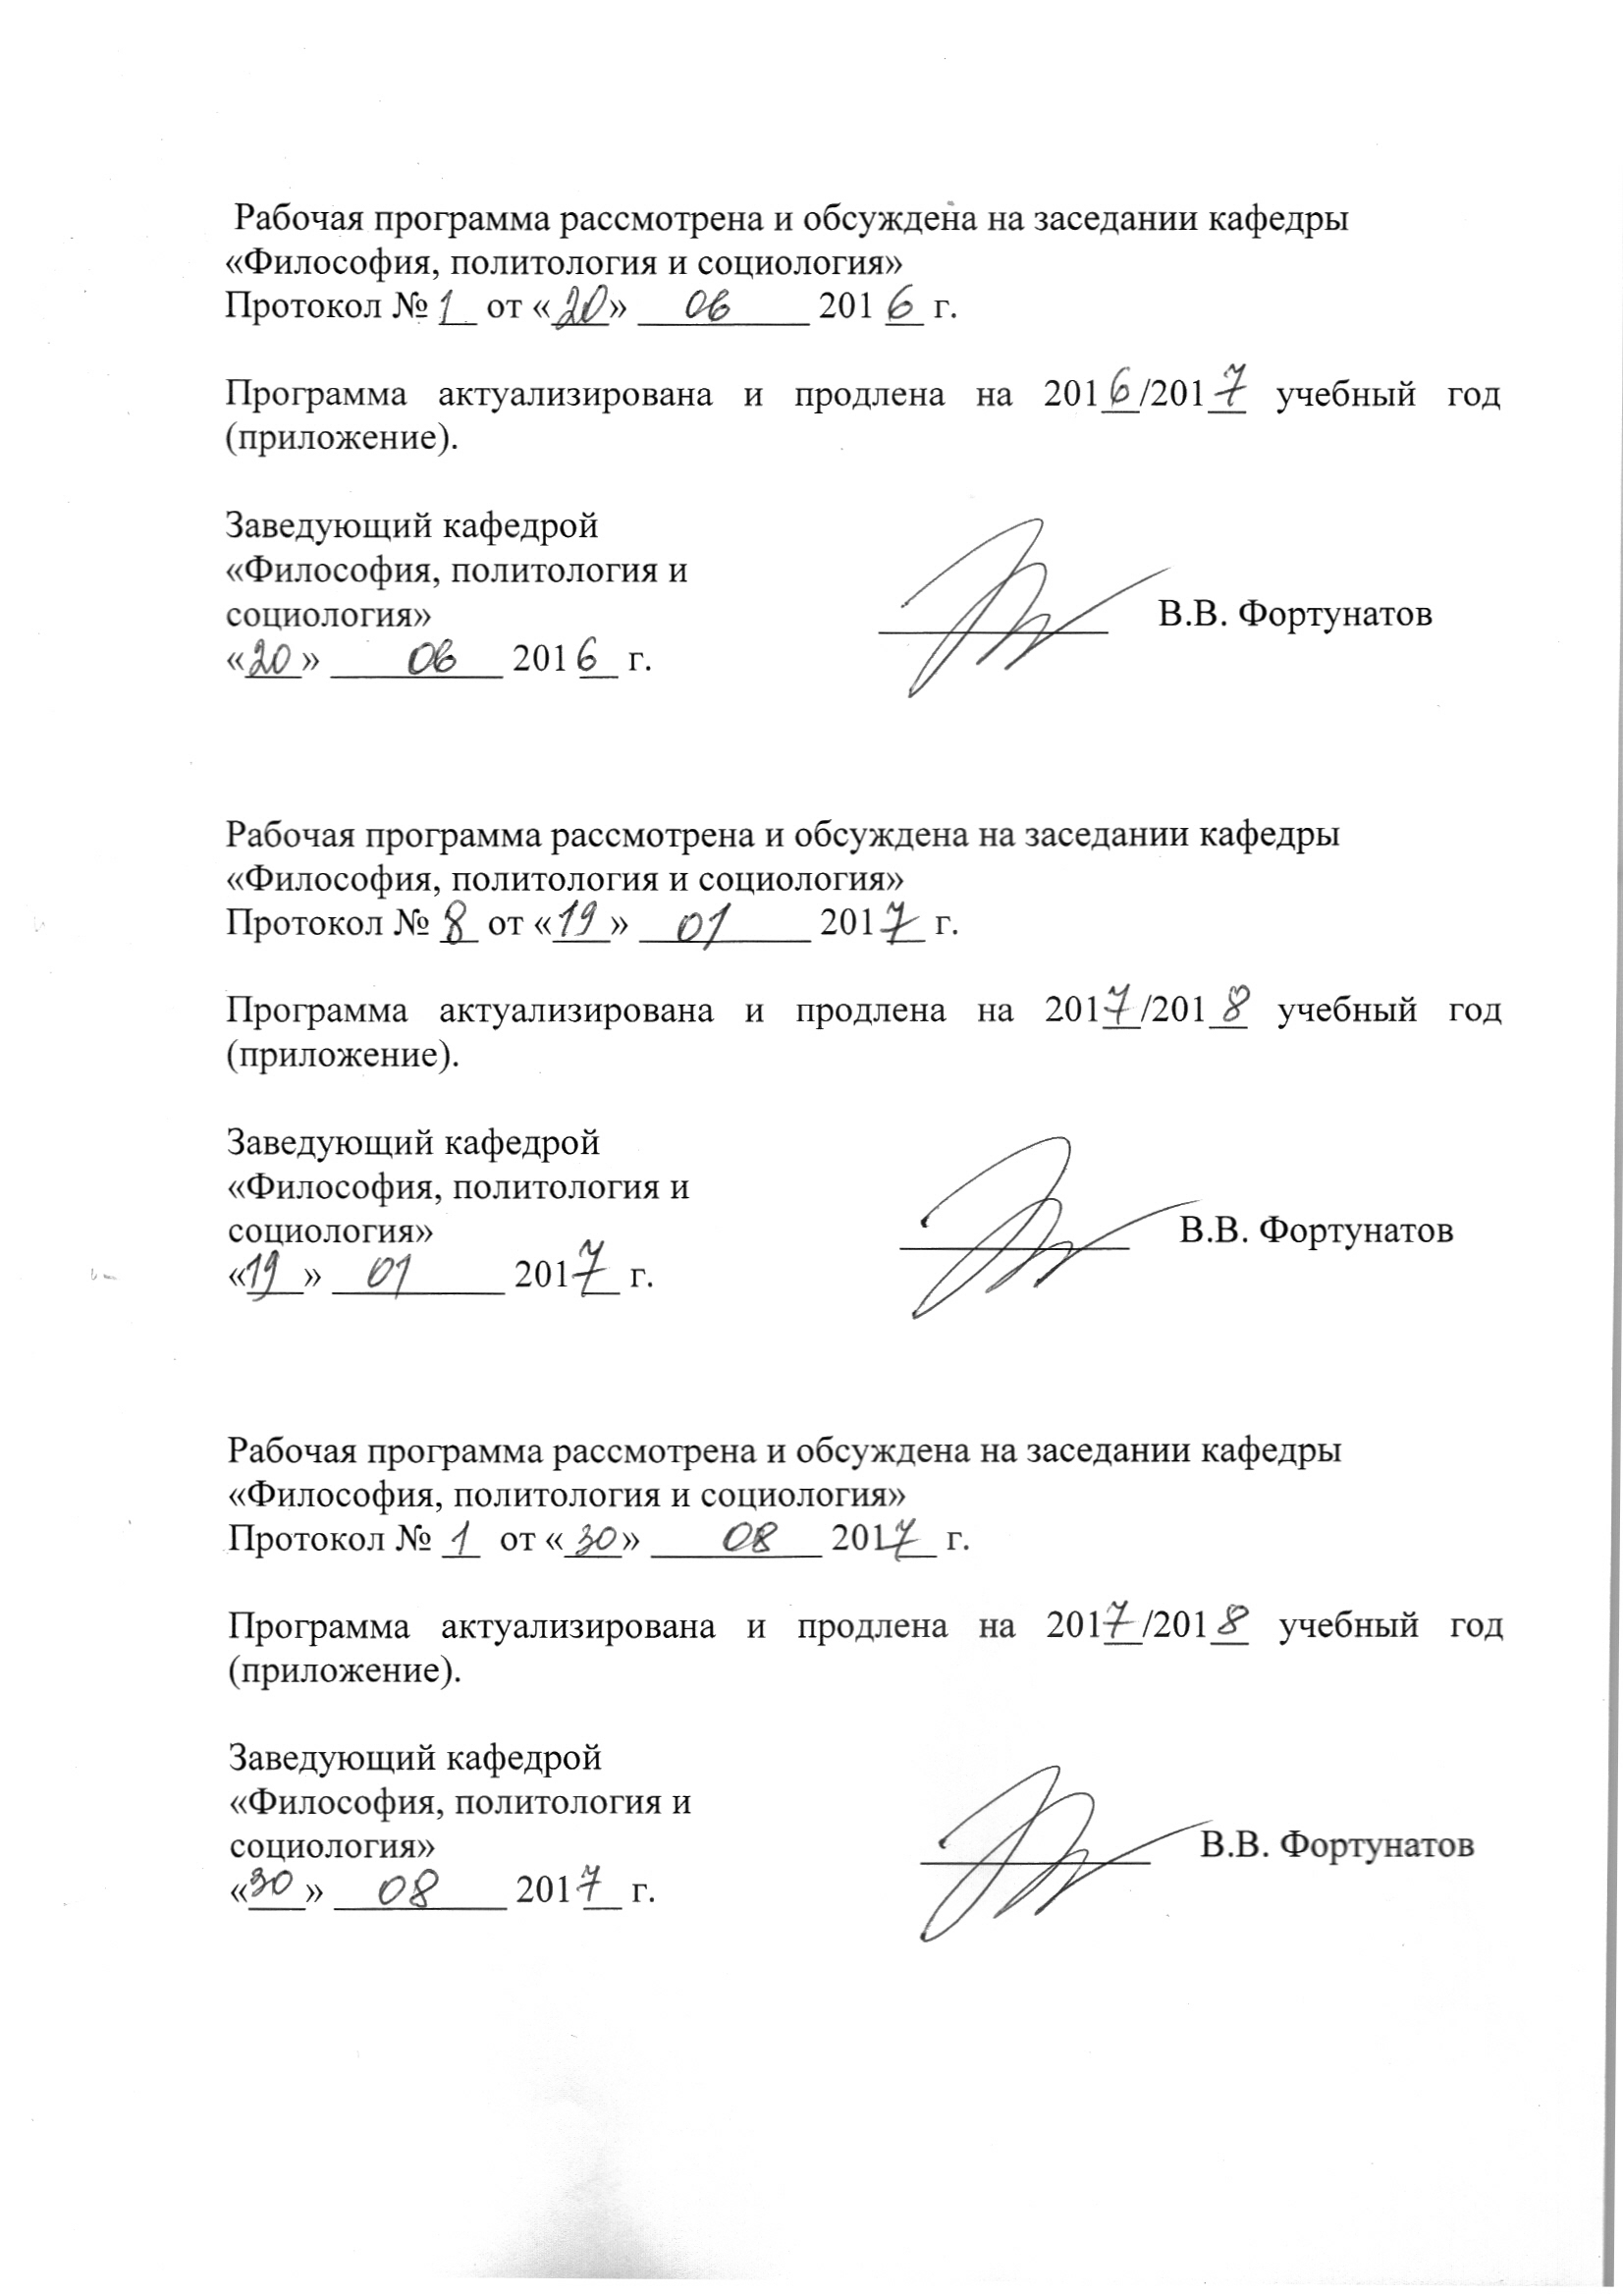 Рабочая программа рассмотрена и обсуждена на заседании кафедры
«Философия, политология и социология»
Протокол № 1 от «20» 06 2016 г.
Программа актуализирована и продлена на 2016/2017 учебный год
(приложение).
Заведующий кафедрой
«Философия, политология и
социология» В.В. Фортунатов
«20» 06 2016 г.
Рабочая программа рассмотрена и обсуждена на заседании кафедры
«Философия, политология и социология»
Протокол № 8 от «19» 01 2017 г.
Программа актуализирована и продлена на 2017/2018 учебный год
(приложение).
Заведующий кафедрой
«Философия, политология и
социология» В.В. Фортунатов
«19» 01 2017 г.
Рабочая программа рассмотрена и обсуждена на заседании кафедры
«Философия, политология и социология»
Протокол № 1 от «30» 08 2017 г.
Программа актуализирована и продлена на 2017/2018 учебный год
(приложение).
Заведующий кафедрой
«Философия, политология и
социология» В.В. Фортунатов
«30» 08 2017 г.